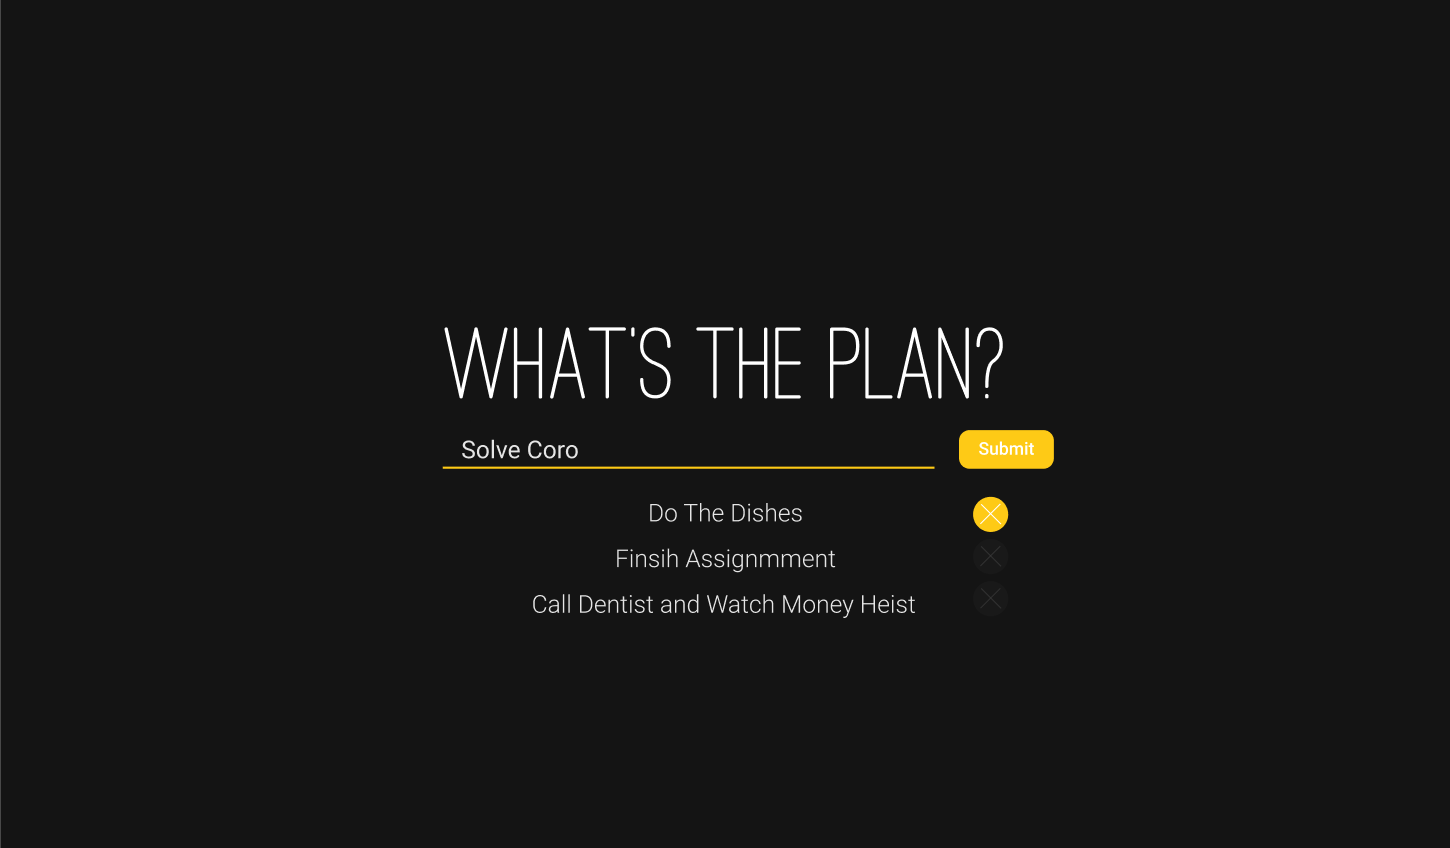 WHAT'S THE PLAN?
Solve Coro
Submit
Do The Dishes
Finsih Assignmment
Call Dentist and Watch Money Heist